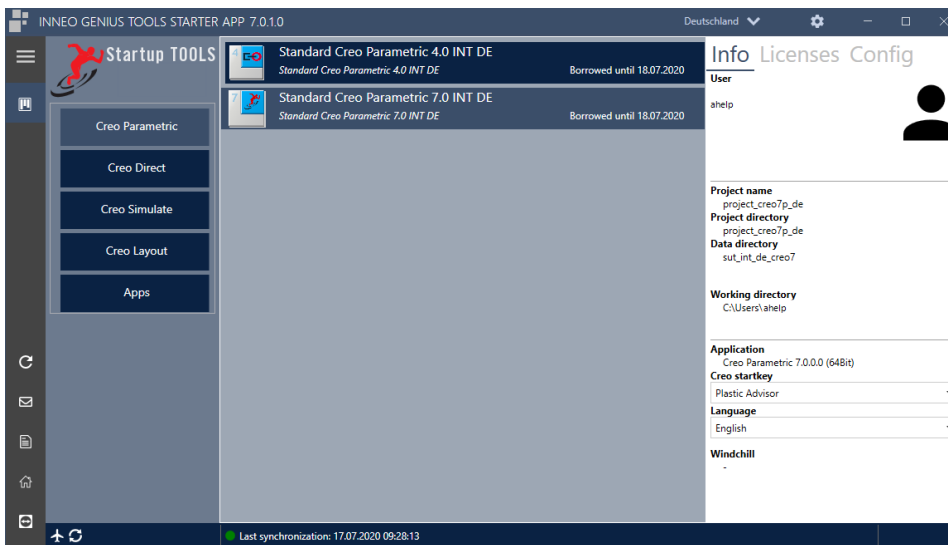 INNEO GENIUS TOOLS STARTER APP 7.0.1.0
Deutschland
Startup TOOLS
Creo Parametric
Creo Direct
Creo Simulate
Creo Layout
Apps
4
Standard Creo Parametric 4.0 INT DE
Standard Creo Parametric 4.0 INT DE
Borrowed until 18.07.2020
7
Standard Creo Parametric 7.0 INT DE
Standard Creo Parametric 7.0 INT DE
Borrowed until 18.07.2020
Info Licenses Config
User
ahelp
Project name
project_creo7p_de
Project directory
project_creo7p_de
Data directory
sut_int_de_creo7
Working directory
C:\Users\ahelp
Application
Creo Parametric 7.0.0.0 (64Bit)
Creo startkey
Plastic Advisor
Language
English
Windchill
-
Last synchronization: 17.07.2020 09:28:13